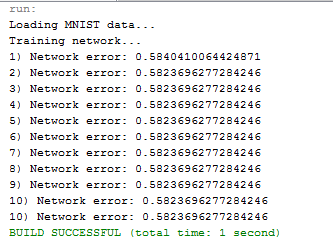 run:
Loading MNIST data...
Training network...
1) Network error: 0.5840410064424871
2) Network error: 0.5823696277284246
3) Network error: 0.5823696277284246
4) Network error: 0.5823696277284246
5) Network error: 0.5823696277284246
6) Network error: 0.5823696277284246
7) Network error: 0.5823696277284246
8) Network error: 0.5823696277284246
9) Network error: 0.5823696277284246
10) Network error: 0.5823696277284246
10) Network error: 0.5823696277284246
BUILD SUCCESSFUL (total time: 1 second)